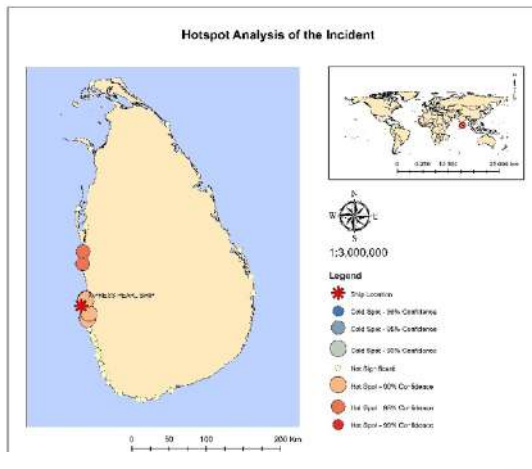 Hotspot Analysis of the Incident
N
W E
S
1:3,000,000
Legend
Ship Location
Cold Spot - 99% Confidence
Cold Spot - 95% Confidence
Cold Spot - 90% Confidence
Not Significant
Hot Spot - 90% Confidence
Hot Spot - 95% Confidence
Hot Spot - 99% Confidence
PEARL SHIP
0 50 100 200 Km